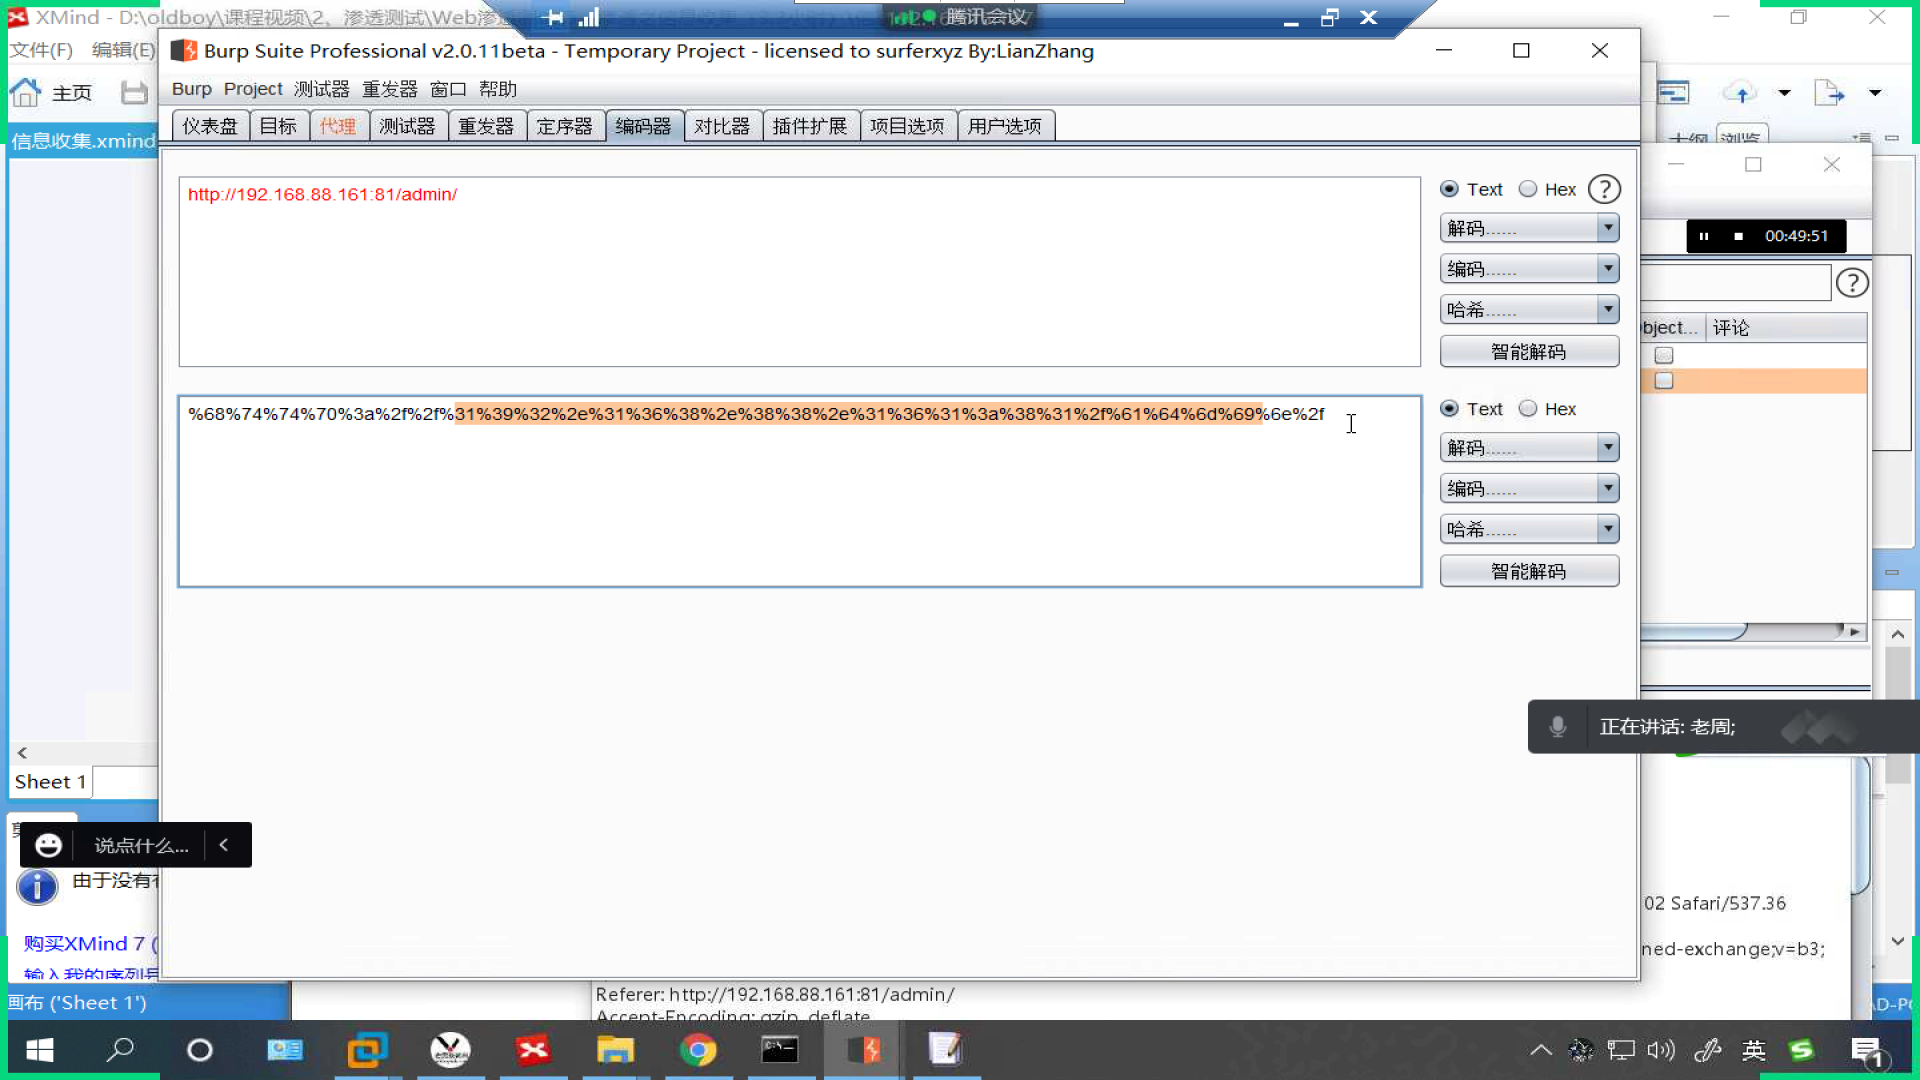 XMind - D:\oldboy\课程视频\2、渗透测试\Web渗
腾讯会议
文件(F) 编辑(E)
Burp Suite Professional v2.0.11beta - Temporary Project - licensed to surferxyz By:LianZhang
主页
Burp Project 测试器 重发器 窗口 帮助
信息收集.xmind
仪表盘 目标 代理 测试器 重发器 定序器 编码器 对比器 插件扩展 项目选项 用户选项
大纲 浏览
http://192.168.88.161:81/admin/
Text Hex ?
解码......
编码......
哈希......
智能解码
00:49:51
?
bject... 评论
%68%74%74%70%3a%2f%2f%31%39%32%2e%31%36%38%2e%38%38%2e%31%36%31%3a%38%31%2f%61%64%6d%69%6e%2f
Text Hex
解码......
编码......
哈希......
智能解码
正在讲话: 老周;
Sheet 1
说点什么...
由于没有
购买XMind 7 (
输入我的序列号
画布 ('Sheet 1')
02 Safari/537.36
ned-exchange;v=b3;
Referer: http://192.168.88.161:81/admin/
Accept-Encoding: gzip, deflate
AD-PC
英
1